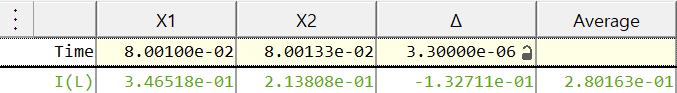 X1 X2 Δ Average
Time 8.00100e-02 8.00133e-02 3.30000e-06
I(L) 3.46518e-01 2.13808e-01 -1.32711e-01 2.80163e-01